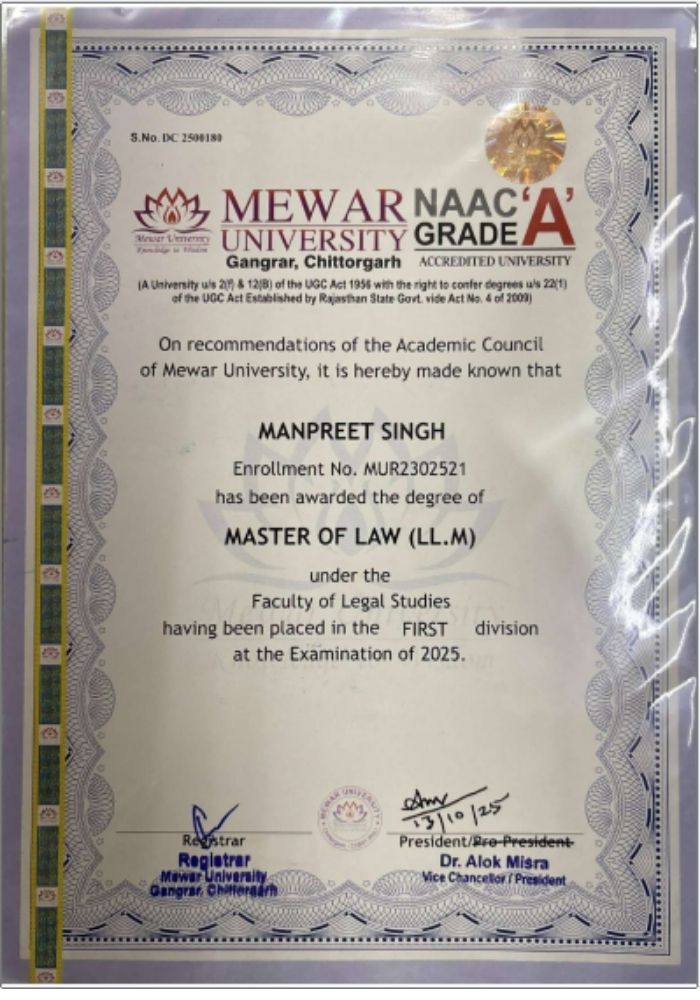 S.No. DC 2500180
Mewar University
Knowledge to Wisdom
MEWAR
UNIVERSITY
Gangrar, Chittorgarh
NAAC 'A'
GRADE
ACCREDITED UNIVERSITY
(A University u/s 2(f) & 12(B) of the UGC Act 1956 with the right to confer degrees u/s 22(1)
of the UGC Act Established by Rajasthan State Govt. vide Act No. 4 of 2009)
On recommendations of the Academic Council
of Mewar University, it is hereby made known that
MANPREET SINGH
Enrollment No. MUR2302521
has been awarded the degree of
MASTER OF LAW (LL.M)
under the
Faculty of Legal Studies
having been placed in the FIRST division
at the Examination of 2025.
MEWAR UNIVERSITY
13/10/25
Registrar
Registrar
Mewar University
Gangrar, Chittorgarh
President/Pro-President
Dr. Alok Misra
Vice Chancellor / President